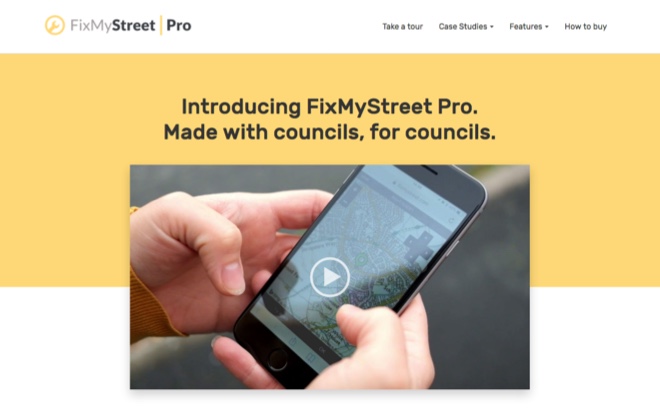 FixMyStreet Pro
Take a tour
Case Studies
Features
How to buy
Introducing FixMyStreet Pro.
Made with councils, for councils.